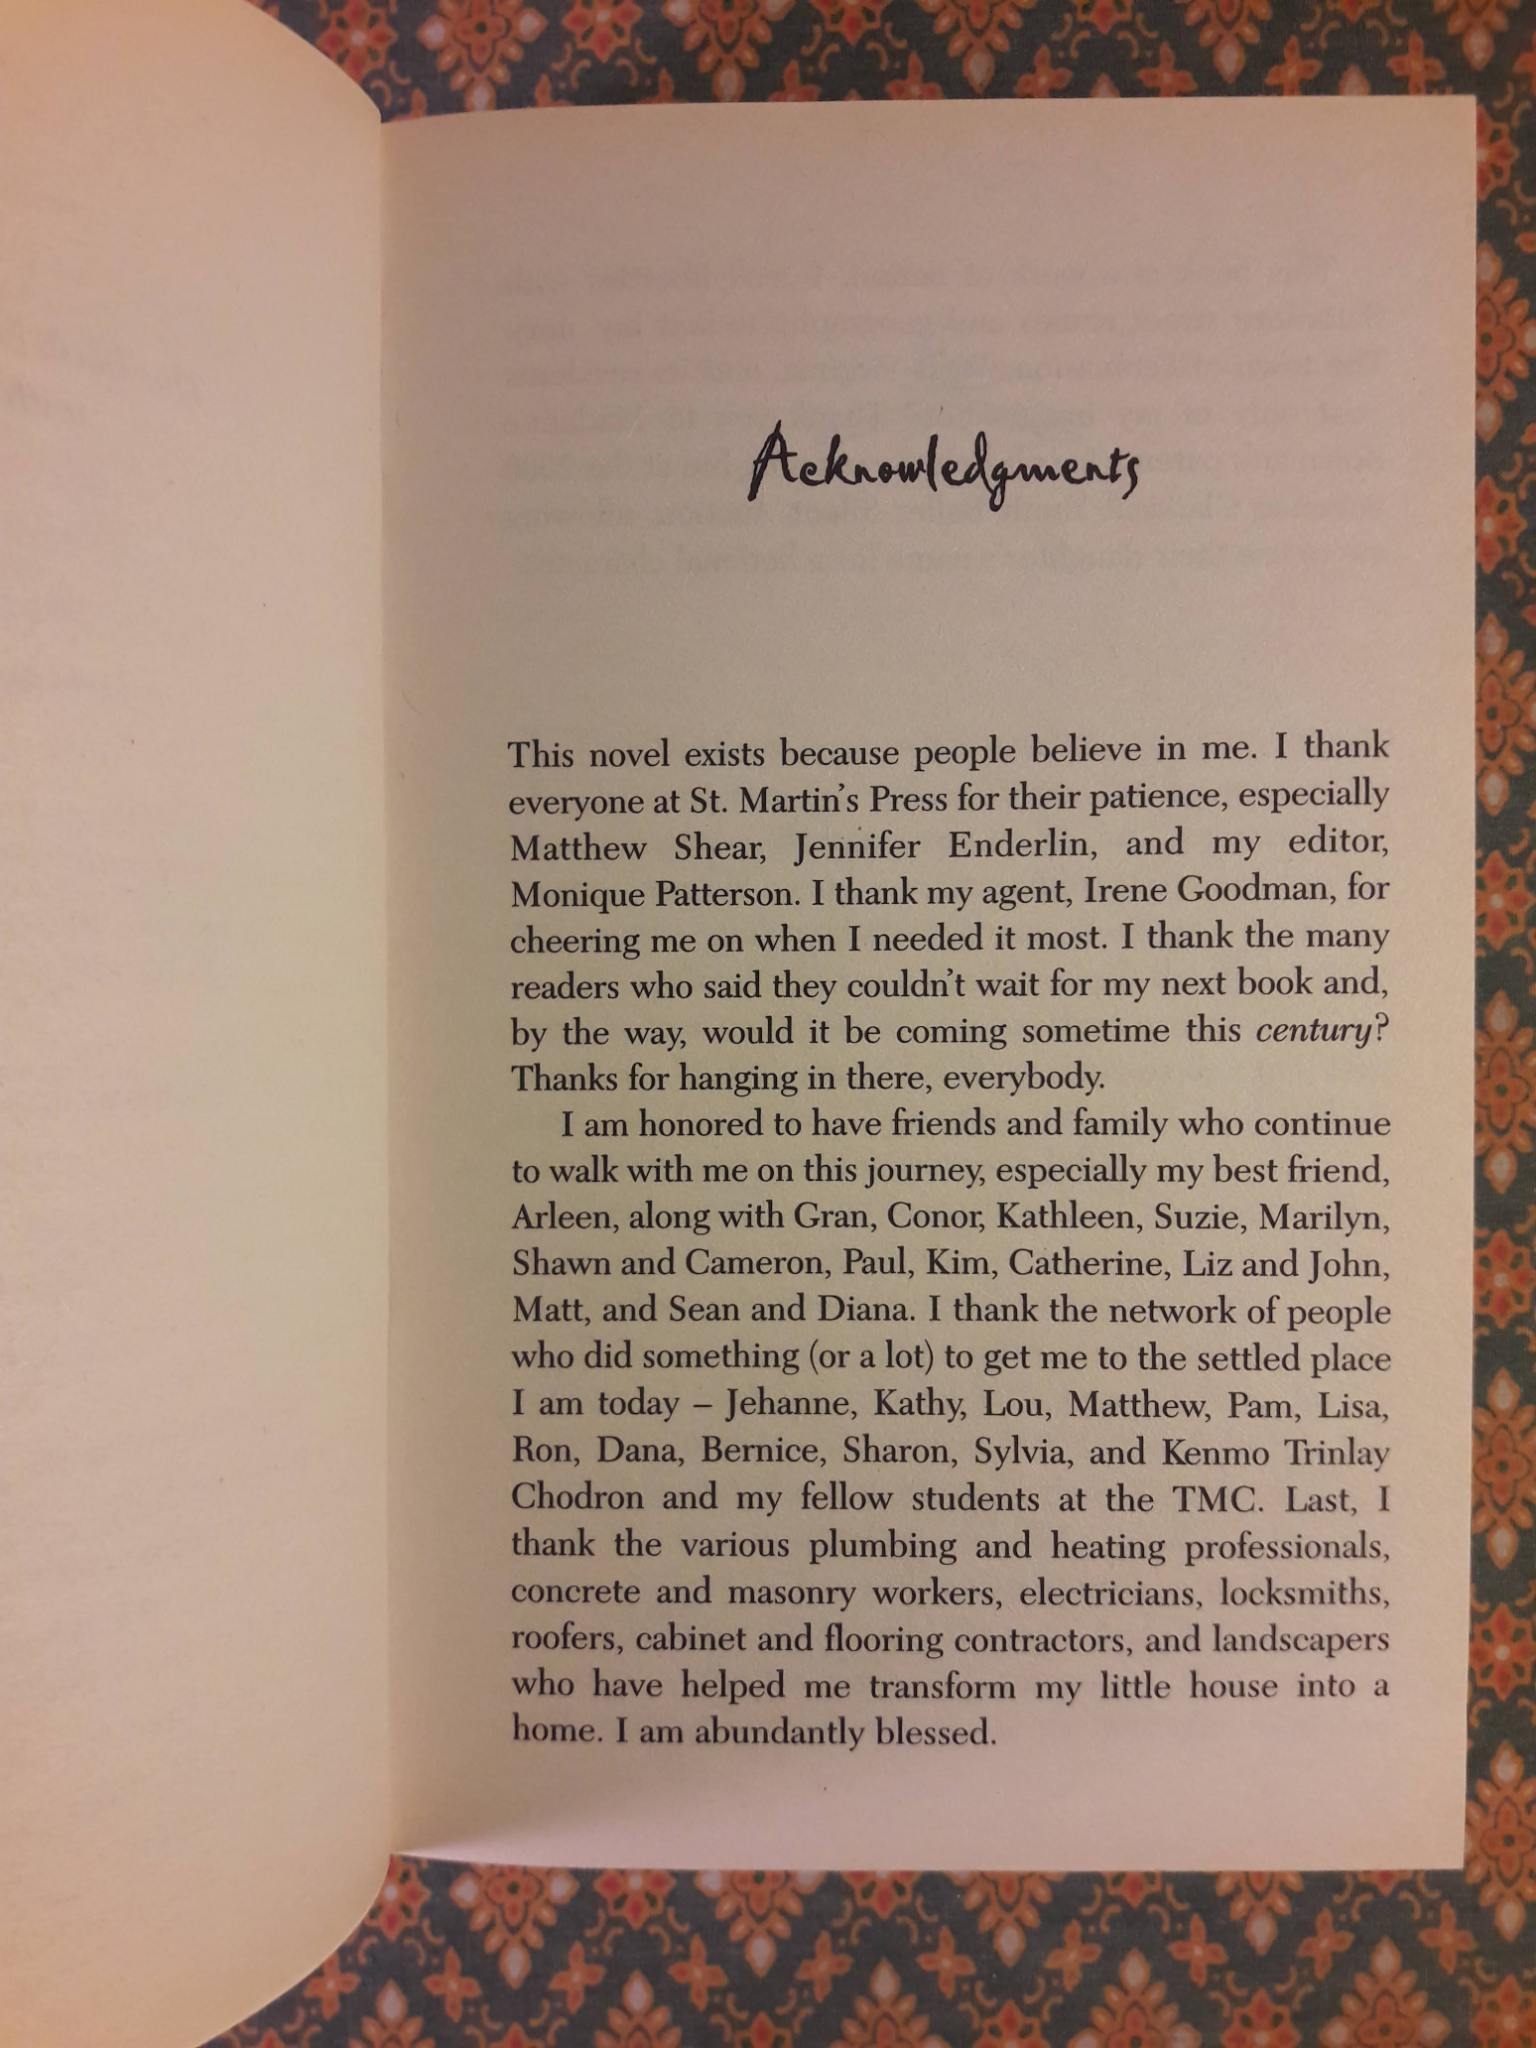 Acknowledgments
This novel exists because people believe in me. I thank
everyone at St. Martin's Press for their patience, especially
Matthew Shear, Jennifer Enderlin, and my editor,
Monique Patterson. I thank my agent, Irene Goodman, for
cheering me on when I needed it most. I thank the many
readers who said they couldn't wait for my next book and,
by the way, would it be coming sometime this century?
Thanks for hanging in there, everybody.
I am honored to have friends and family who continue
to walk with me on this journey, especially my best friend,
Arleen, along with Gran, Conor, Kathleen, Suzie, Marilyn,
Shawn and Cameron, Paul, Kim, Catherine, Liz and John,
Matt, and Sean and Diana. I thank the network of people
who did something (or a lot) to get me to the settled place
I am today – Jehanne, Kathy, Lou, Matthew, Pam, Lisa,
Ron, Dana, Bernice, Sharon, Sylvia, and Kenmo Trinlay
Chodron and my fellow students at the TMC. Last, I
thank the various plumbing and heating professionals,
concrete and masonry workers, electricians, locksmiths,
roofers, cabinet and flooring contractors, and landscapers
who have helped me transform my little house into a
home. I am abundantly blessed.